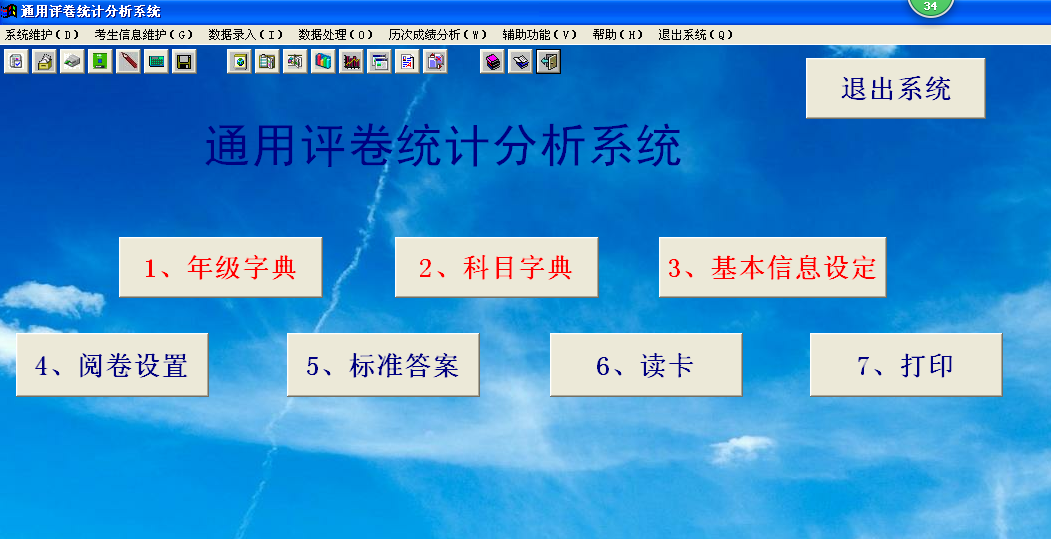 通用评卷统计分析系统
34
系统维护(D) 考生信息维护(G) 数据录入(I) 数据处理(O) 历次成绩分析(W) 辅助功能(V) 帮助(H) 退出系统(Q)
退出系统
通用评卷统计分析系统
1、年级字典 2、科目字典 3、基本信息设定
4、阅卷设置 5、标准答案 6、读卡 7、打印